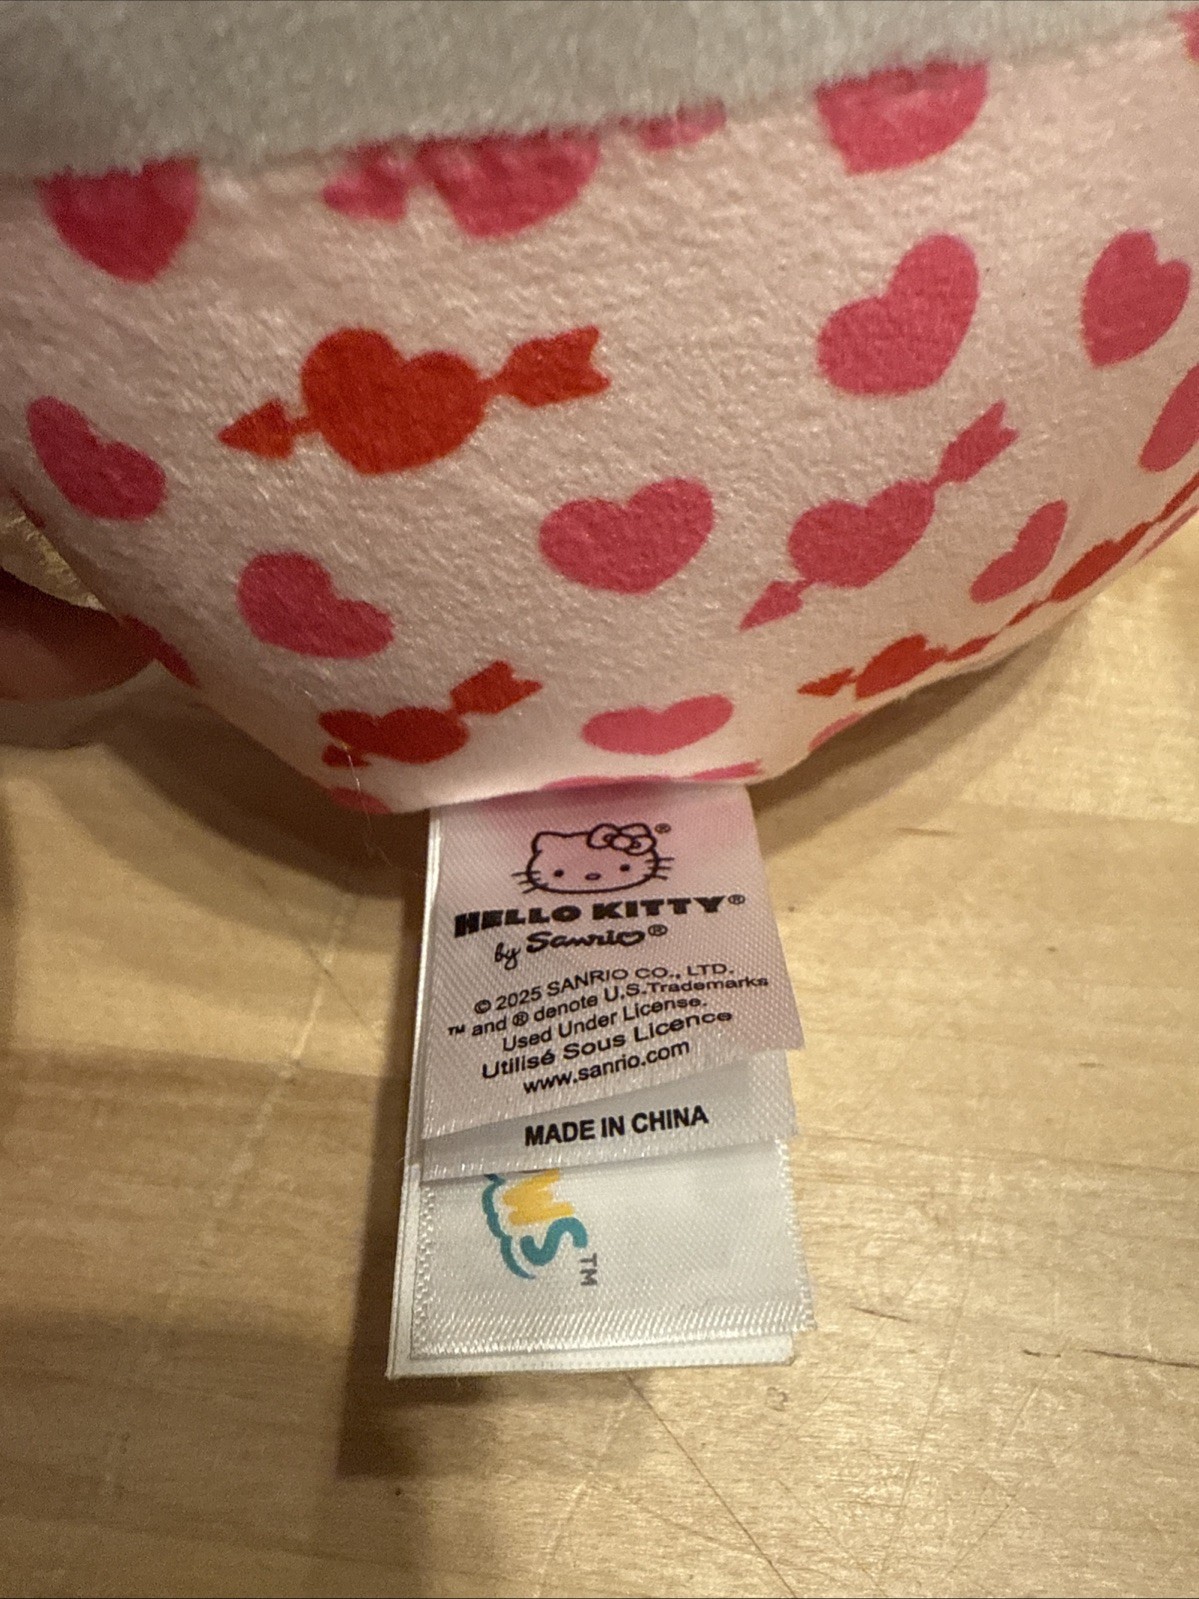 ®
HELLO KITTY®
by Sanrio®
© 2025 SANRIO CO., LTD.
™ and ® denote U.S.Trademarks
Used Under License.
Utilisé Sous Licence
www.sanrio.com
MADE IN CHINA
WS™